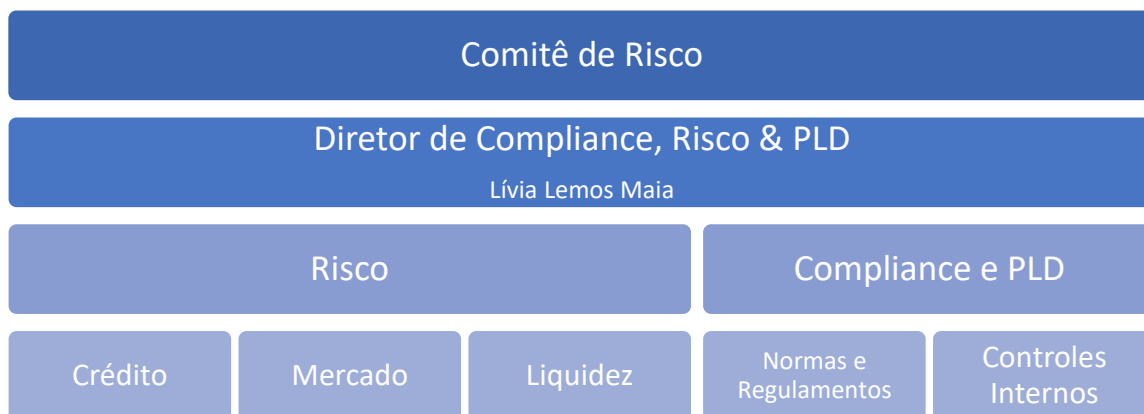 Comitê de Risco
Diretor de Compliance, Risco & PLD
Lívia Lemos Maia
Risco
Compliance e PLD
Crédito
Mercado
Liquidez
Normas e
Regulamentos
Controles
Internos